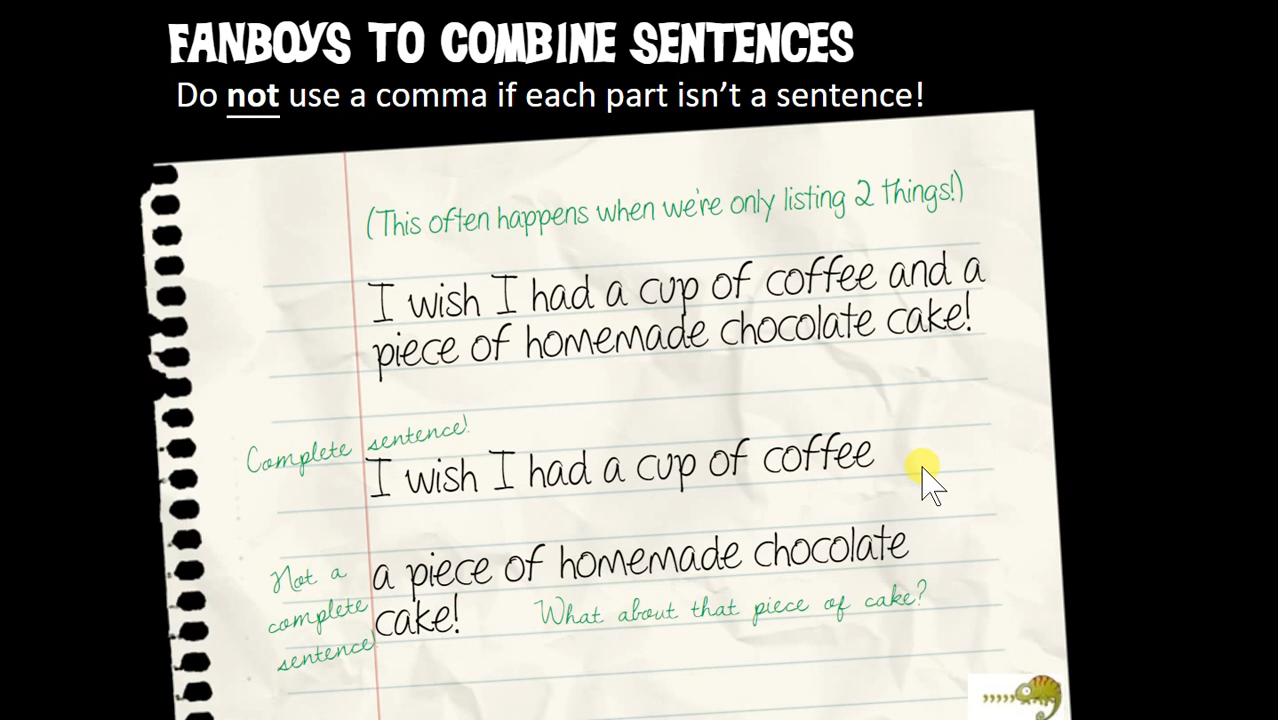 FANBOYS TO COMBINE SENTENCES
Do not use a comma if each part isn’t a sentence!
(This often happens when we're only listing 2 things!)
I wish I had a cup of coffee and a
piece of homemade chocolate cake!
Complete sentence!
I wish I had a cup of coffee
Not a
complete
sentence!
a piece of homemade chocolate
cake!
What about that piece of cake?
,,,,,